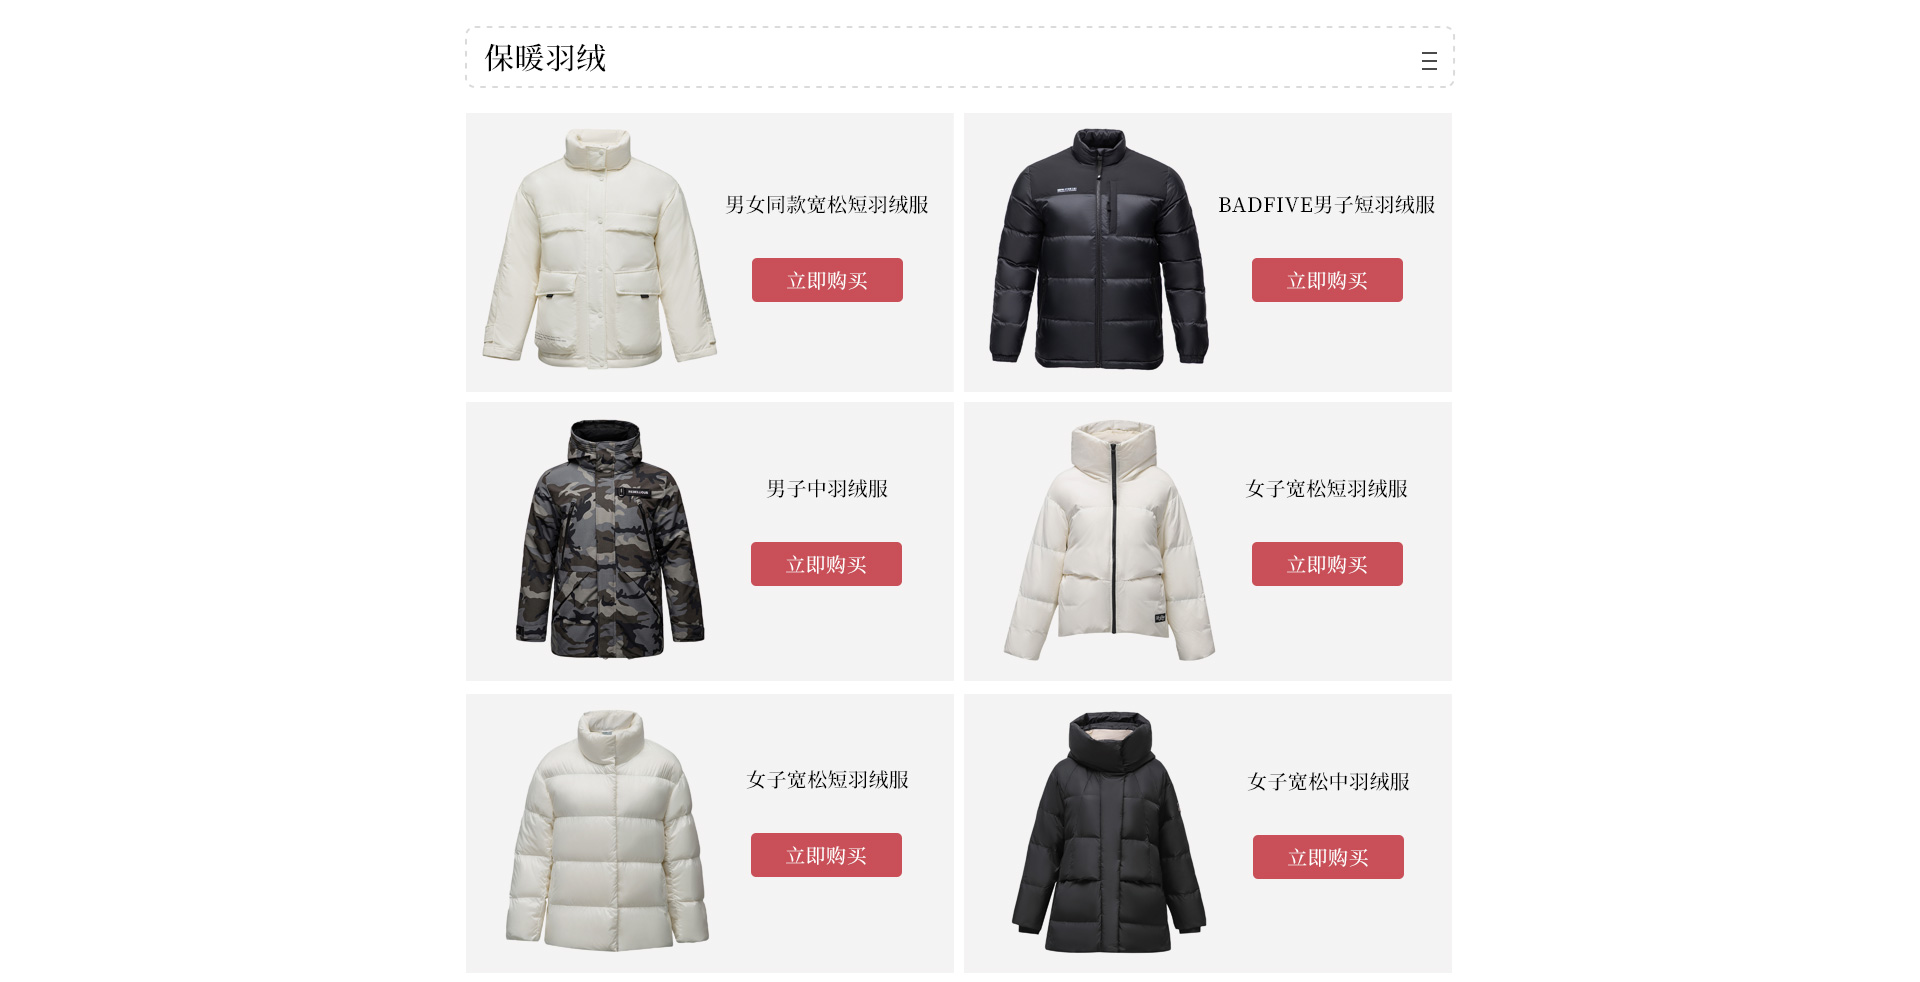 保暖羽绒
男女同款宽松短羽绒服
立即购买
BADFIVE男子短羽绒服
立即购买
男子中羽绒服
立即购买
女子宽松短羽绒服
立即购买
女子宽松短羽绒服
立即购买
女子宽松中羽绒服
立即购买